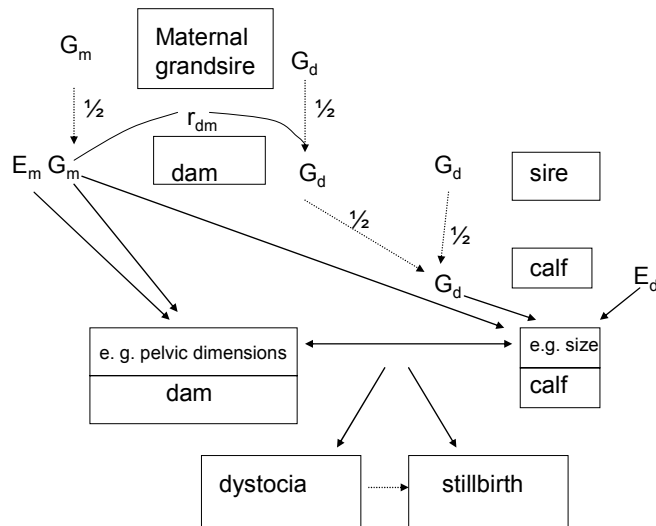 G_m
Maternal
grandsire
G_d
½
½
r_dm
E_m G_m
dam
G_d
G_d
sire
½
½
calf
G_d
E_d
e. g. pelvic dimensions
e.g. size
dam
calf
dystocia
stillbirth